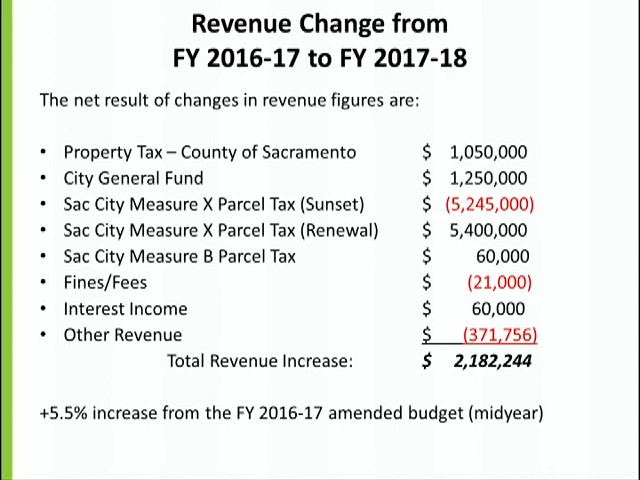 Revenue Change from
FY 2016-17 to FY 2017-18
The net result of changes in revenue figures are:
• Property Tax – County of Sacramento $ 1,050,000
• City General Fund $ 1,250,000
• Sac City Measure X Parcel Tax (Sunset) $ (5,245,000)
• Sac City Measure X Parcel Tax (Renewal) $ 5,400,000
• Sac City Measure B Parcel Tax $ 60,000
• Fines/Fees $ (21,000)
• Interest Income $ 60,000
• Other Revenue $ (371,756)
Total Revenue Increase: $ 2,182,244
+5.5% increase from the FY 2016-17 amended budget (midyear)